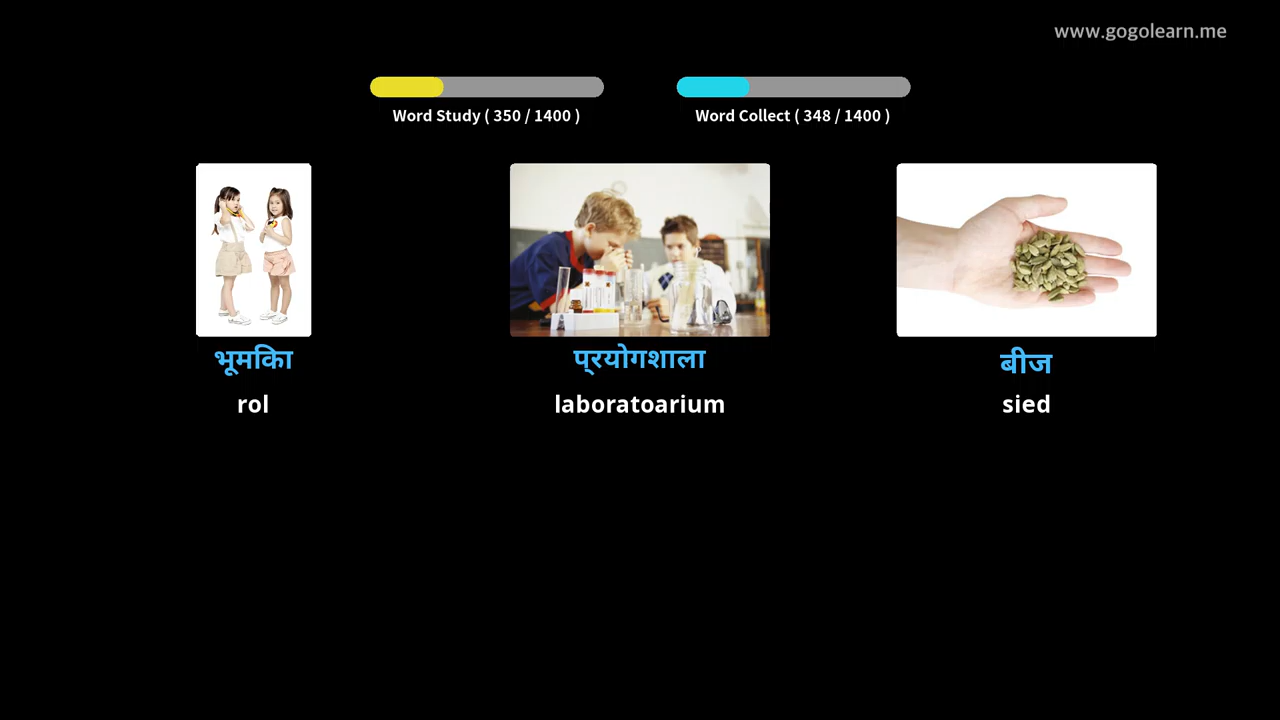 www.gogolearn.me
Word Study ( 350 / 1400 )
Word Collect ( 348 / 1400 )
भूमिका
rol
प्रयोगशाला
laboratoarium
बीज
sied